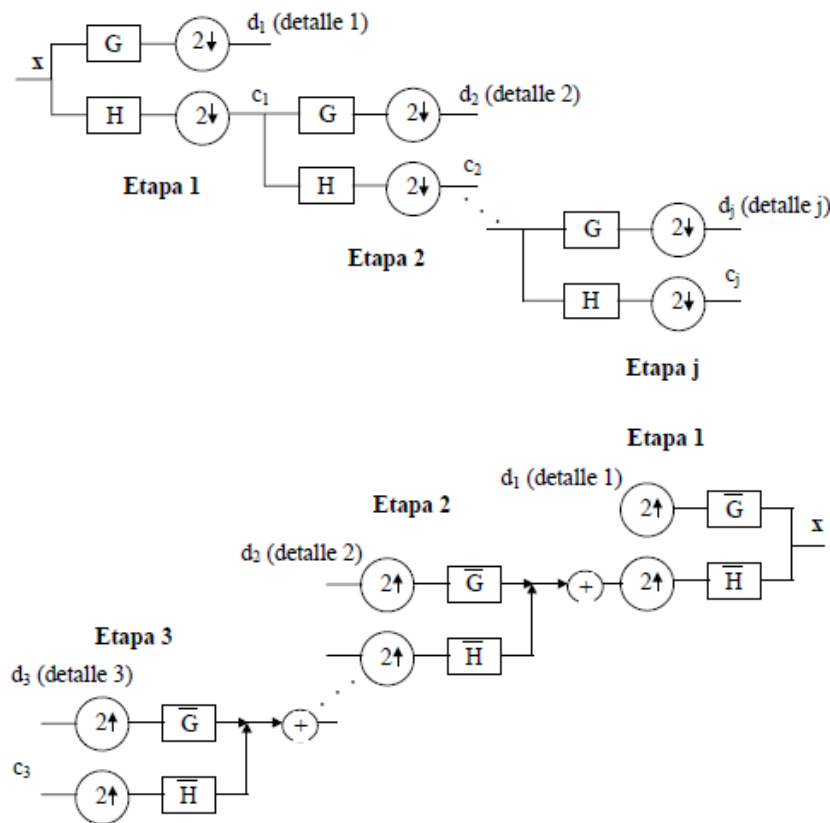 d₁ (detalle 1)
x
G
2↓
H
2↓
c₁
G
2↓
d₂ (detalle 2)
Etapa 1
H
2↓
c₂
Etapa 2
G
2↓
dⱼ (detalle j)
H
2↓
cⱼ
Etapa j
Etapa 1
d₁ (detalle 1)
2↑
G̅
x
Etapa 2
d₂ (detalle 2)
2↑
G̅
+
2↑
H̅
Etapa 3
2↑
H̅
d₃ (detalle 3)
2↑
G̅
+
c₃
2↑
H̅